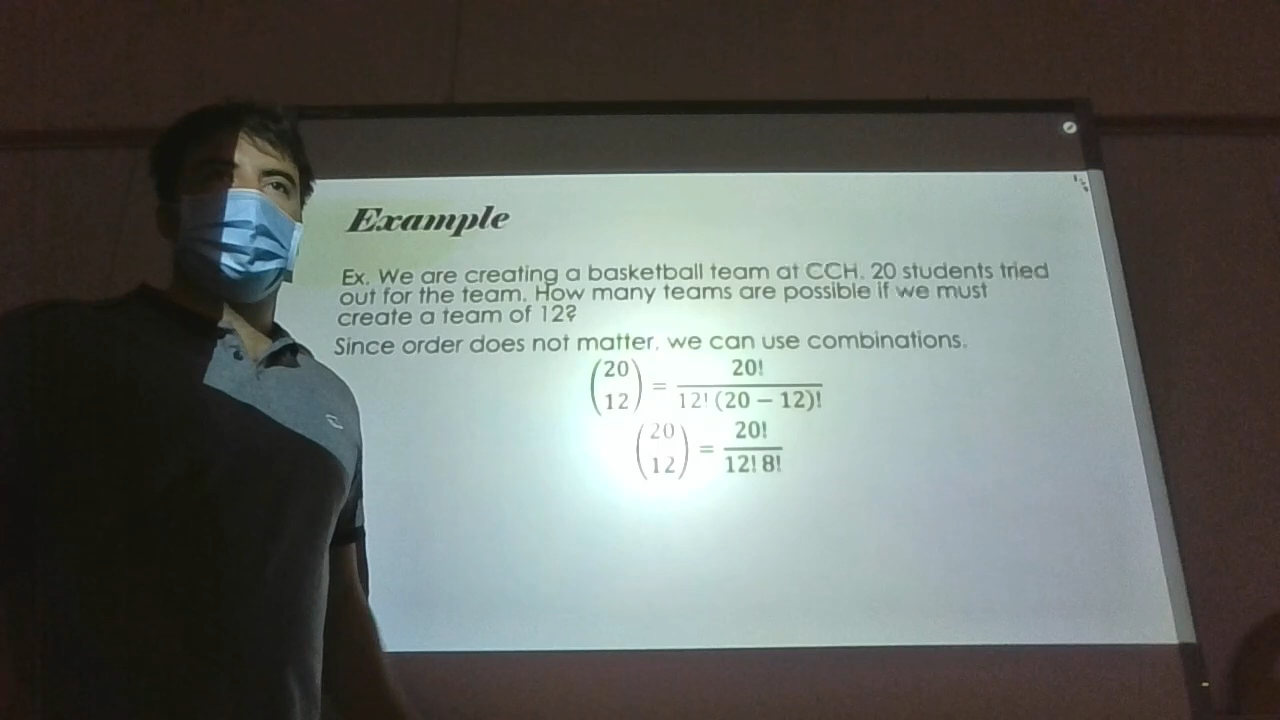 Example
Ex. We are creating a basketball team at CCH. 20 students tried
out for the team. How many teams are possible if we must
create a team of 12?
Since order does not matter, we can use combinations.
(20 12) = 20! / 12! (20 − 12)!
(20 12) = 20! / 12! 8!